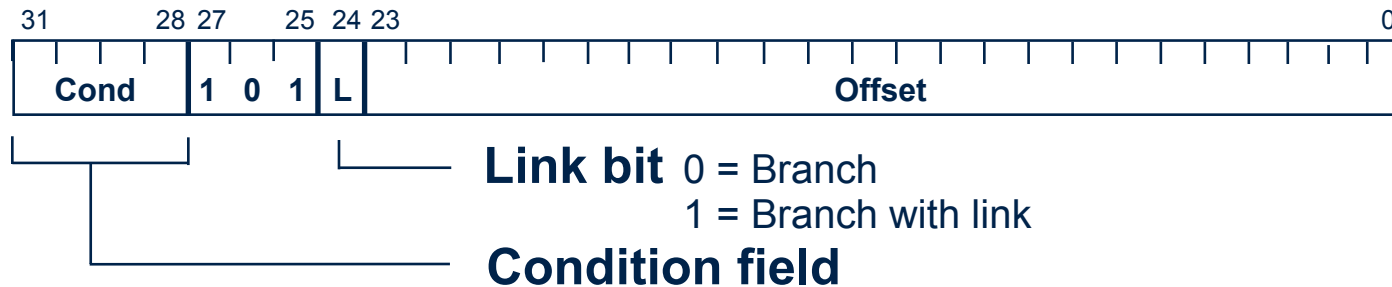 31 28 27 25 24 23 0
Cond 1 0 1 L Offset
Link bit 0 = Branch
1 = Branch with link
Condition field